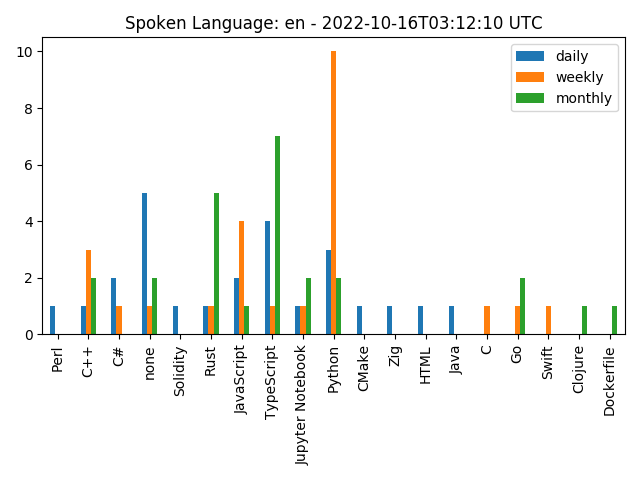 Spoken Language: en - 2022-10-16T03:12:10 UTC
daily
weekly
monthly
10
8
6
4
2
0
Perl
C++
C#
none
Solidity
Rust
JavaScript
TypeScript
Jupyter Notebook
Python
CMake
Zig
HTML
Java
C
Go
Swift
Clojure
Dockerfile